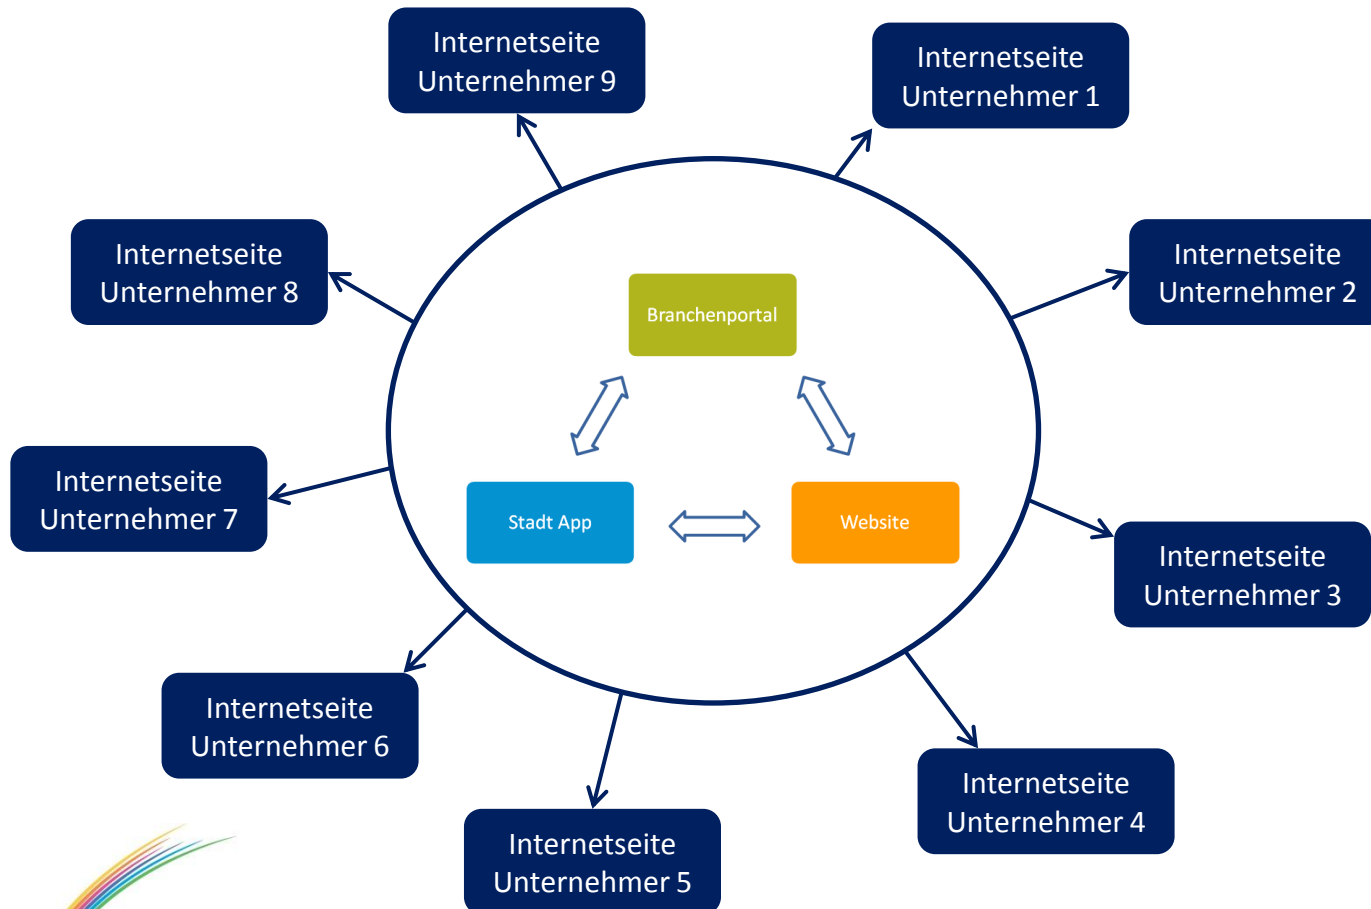 Internetseite
Unternehmer 9
Internetseite
Unternehmer 1
Internetseite
Unternehmer 8
Internetseite
Unternehmer 2
Branchenportal
Internetseite
Unternehmer 7
Stadt App
Website
Internetseite
Unternehmer 3
Internetseite
Unternehmer 6
Internetseite
Unternehmer 4
Internetseite
Unternehmer 5